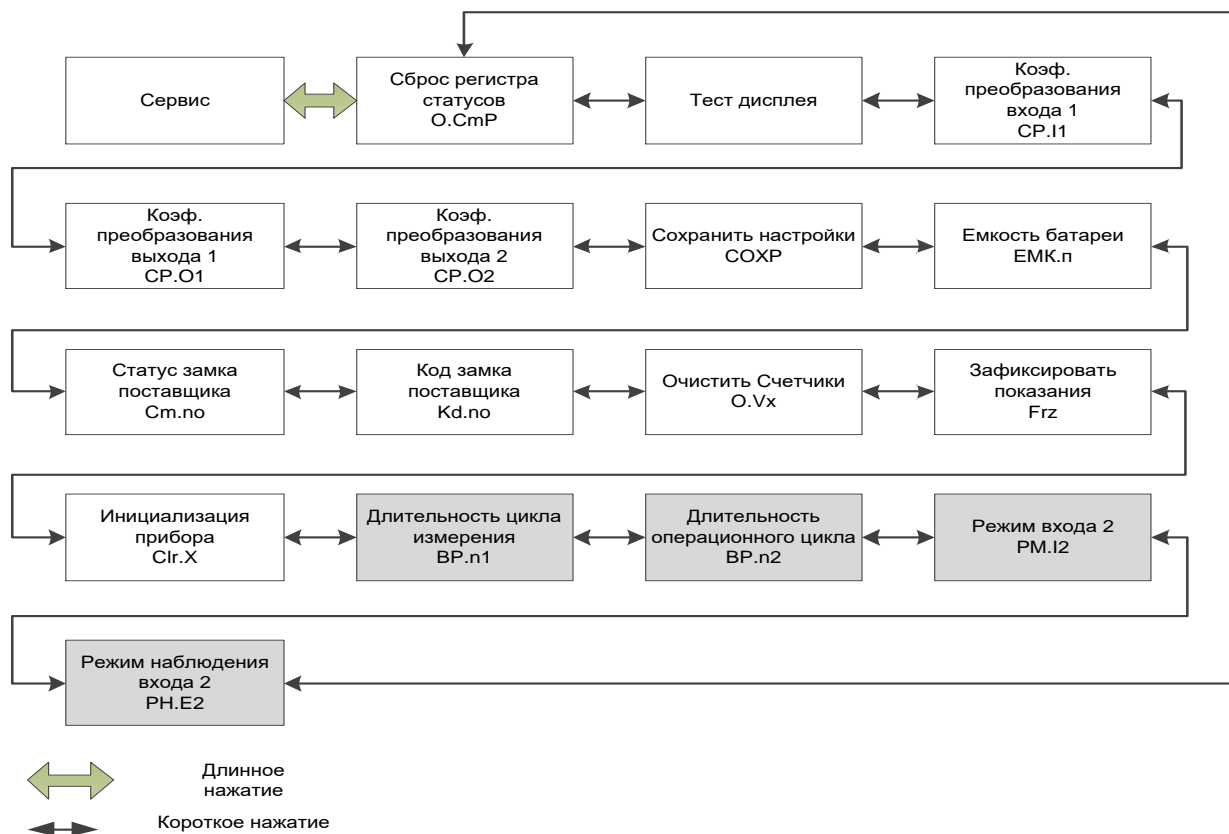 Сервис
Сброс регистра
статусов
O.CmP
Тест дисплея
Коэф.
преобразования
входа 1
CP.I1
Коэф.
преобразования
выхода 1
CP.O1
Коэф.
преобразования
выхода 2
CP.O2
Сохранить настройки
СОХР
Емкость батареи
ЕМК.п
Статус замка
поставщика
Cm.no
Код замка
поставщика
Kd.no
Очистить Счетчики
O.Vx
Зафиксировать
показания
Frz
Инициализация
прибора
Clr.X
Длительность цикла
измерения
BP.n1
Длительность
операционного цикла
BP.n2
Режим входа 2
PM.I2
Режим наблюдения
входа 2
PH.E2
Длинное
нажатие
Короткое нажатие